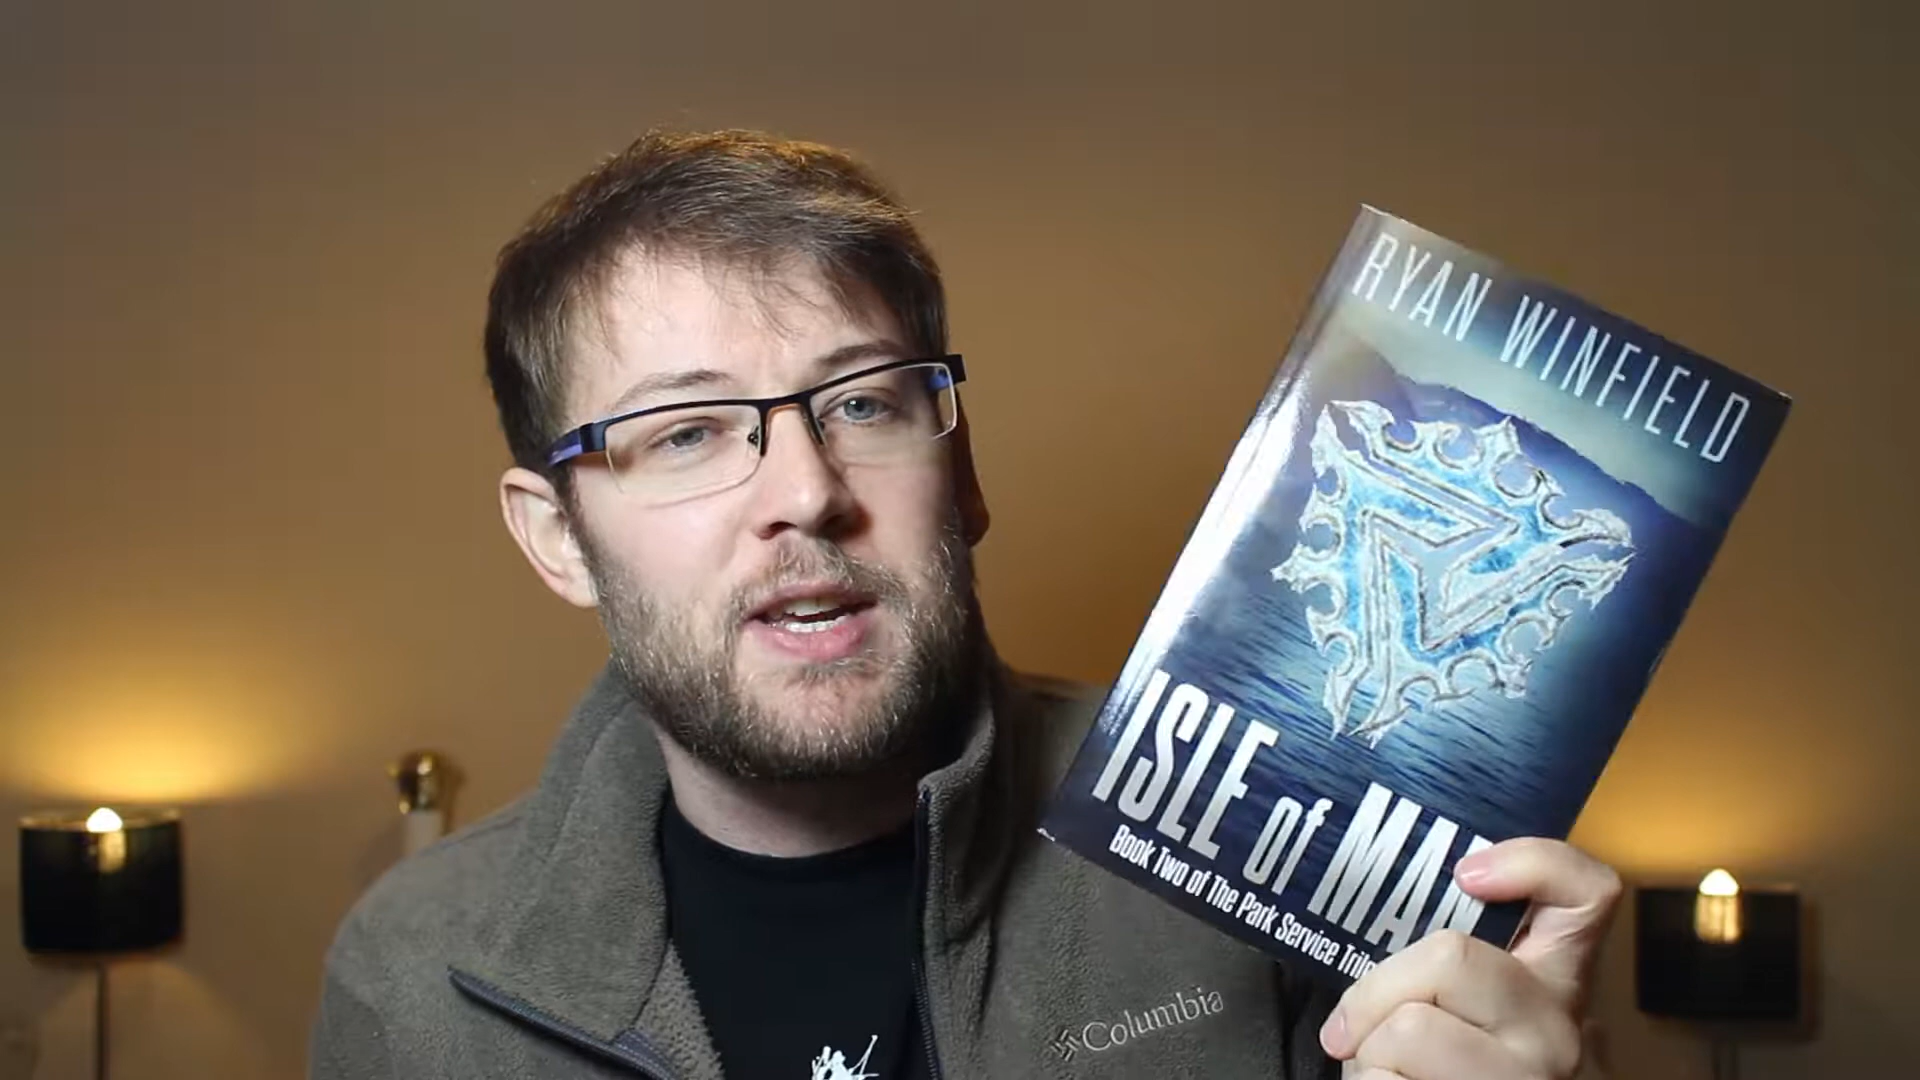 RYAN WINFIELD
ISLE of MAN
Book Two of The Park Service
Columbia